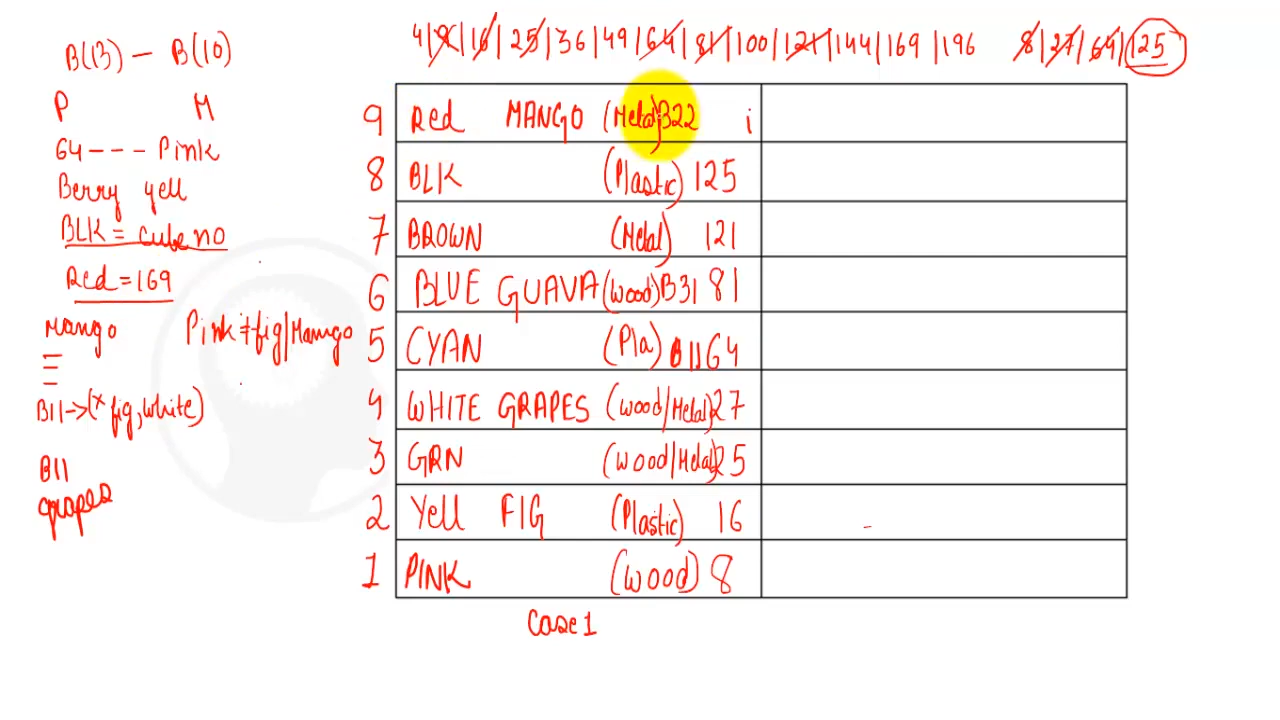 4|8|16|25|36|49|64|81|100|121|144|169|196 8|27|64|125
B(13) - B(10)
P M
64 --- Pink
Berry yell
BLK = cube no
Red = 169
Mango Pink ≠ fig/Mango
B11 -> (x fig, white)
B11
grapes
9 Red MANGO (Metal) B22 i
8 BLK (Plastic) 125
7 BROWN (Metal) 121
6 BLUE GUAVA (Wood) B31 81
5 CYAN (Pla) B11 64
4 WHITE GRAPES (Wood/Metal) 27
3 GRN (Wood/Metal) 25
2 Yell FIG (Plastic) 16
1 PINK (Wood) 8
Case 1